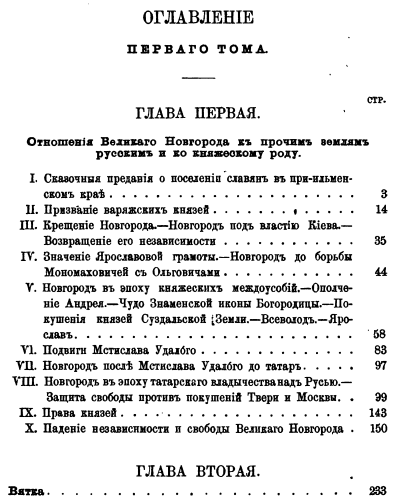 ОГЛАВЛЕНІЕ
ПЕРВАГО ТОМА.
СТР.
ГЛАВА ПЕРВАЯ.
Отношенія Великаго Новгорода къ прочимъ землямъ
русскимъ и ко княжескому роду.
I. Сказочныя предавія о поселеніи славянъ въ при-ильмен-
скомъ краѣ . . . . . . . . . . . . . . . . . 3
II. Призваніе варяжскихъ князей . . . . . . . . . . 14
III. Крещеніе Новгорода.—Новгородъ подъ властію Кіева.—
Возвращеніе его независимости . . . . . . . . . 35
IV. Значеніе Ярославовой грамоты.—Новгородъ до борьбы
Мономаховичей съ Ольговичами . . . . . . . . . 44
V. Новгородъ въ эпоху княжескихъ междоусобій.—Ополче-
ніе Андрея.—Чудо Знаменской иконы Богородицы.—По-
кушенія князей Суздальской Земли.—Всеволодъ.—Яро-
славъ . . . . . . . . . . . . . . . . . . . 58
VI. Подвиги Мстислава Удалого . . . . . . . . . . . 83
VII. Новгородъ послѣ Мстислава Удалого до татаръ . . . . 97
VIII. Новгородъ въ эпоху татарскаго владычества надъ Русью.—
Защита свободы противъ покушеній Твери и Москвы . . 99
IX. Права князей . . . . . . . . . . . . . . . . 143
X. Паденіе независимости и свободы Великаго Новгорода . 150
ГЛАВА ВТОРАЯ.
Вятка . . . . . . . . . . . . . . . . . . . . . 233